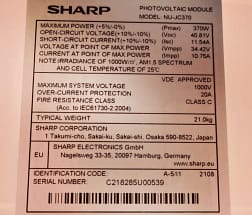 SHARP
PHOTOVOLTAIC MODULE
MODEL: NU-JC370
MAXIMUM POWER (+5%/-0%) Pmax 370W
OPEN-CIRCUIT VOLTAGE (+10%/-10%) Voc 40.81V
SHORT-CIRCUIT CURRENT (+10%/-10%) Isc 11.54A
VOLTAGE AT POINT OF MAX POWER Vmpp 34.42V
CURRENT AT POINT OF MAX POWER Impp 10.75A
NOTE: IRRADIANCE OF 1000W/m², AM1.5 SPECTRUM
AND CELL TEMPERATURE OF 25°C
VDE APPROVED
MAXIMUM SYSTEM VOLTAGE 1000V
OVER-CURRENT PROTECTION 20A
FIRE RESISTANCE CLASS CLASS C
(Acc. to IEC61730-2:2004)
TYPICAL WEIGHT 21.0kg
SHARP CORPORATION
1 Takumi-cho, Sakai-ku, Sakai-shi, Osaka 590-8522, Japan
EU
SHARP ELECTRONICS GmbH
Nagelsweg 33-35, 20097 Hamburg, Germany
www.sharp.eu
IDENTIFICATION CODE A-511 2108
SERIAL NUMBER C218285U00539